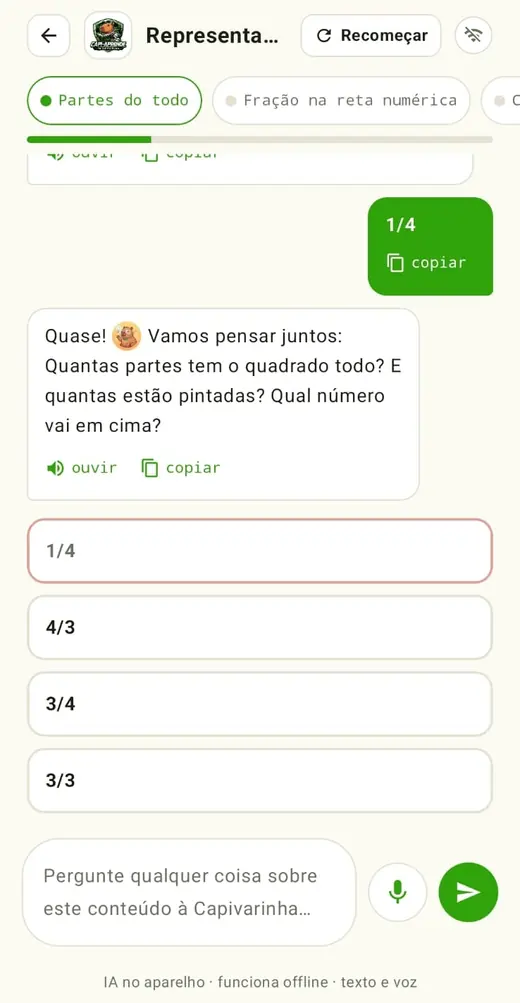 Representa...
Recomeçar
Partes do todo
Fração na reta numérica
ouvir
copiar
1/4
copiar
Quase! Vamos pensar juntos:
Quantas partes tem o quadrado todo? E
quantas estão pintadas? Qual número
vai em cima?
ouvir
copiar
1/4
4/3
3/4
3/3
Pergunte qualquer coisa sobre
este conteúdo à Capivarinha...
IA no aparelho · funciona offline · texto e voz